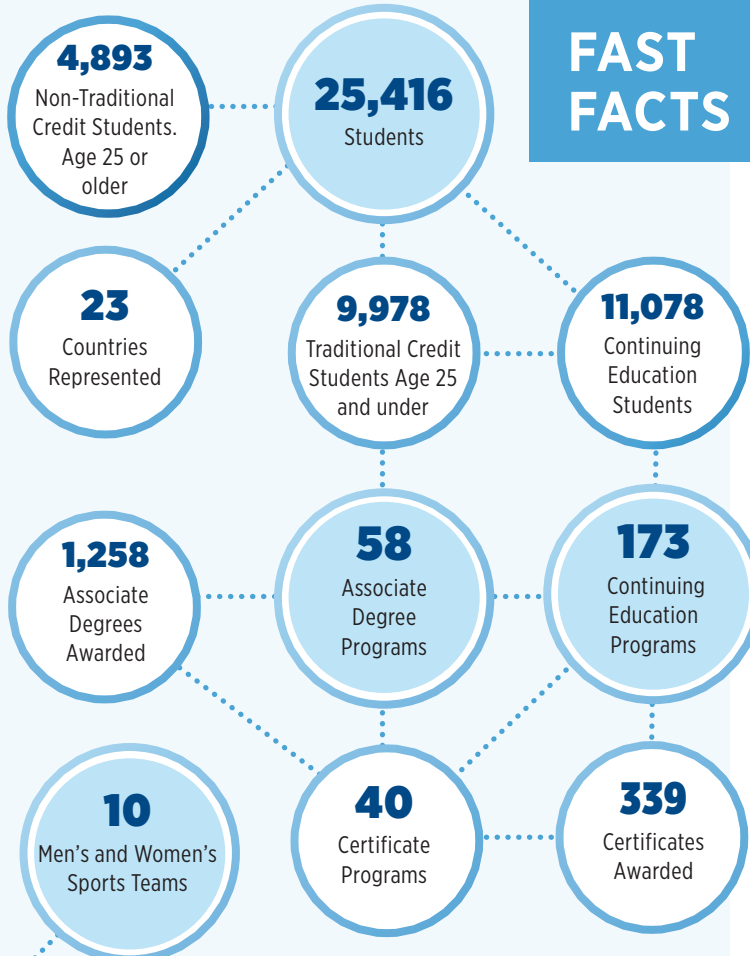 FAST
FACTS
4,893
Non-Traditional
Credit Students.
Age 25 or
older
25,416
Students
23
Countries
Represented
9,978
Traditional Credit
Students Age 25
and under
11,078
Continuing
Education
Students
1,258
Associate
Degrees
Awarded
58
Associate
Degree
Programs
173
Continuing
Education
Programs
10
Men’s and Women’s
Sports Teams
40
Certificate
Programs
339
Certificates
Awarded